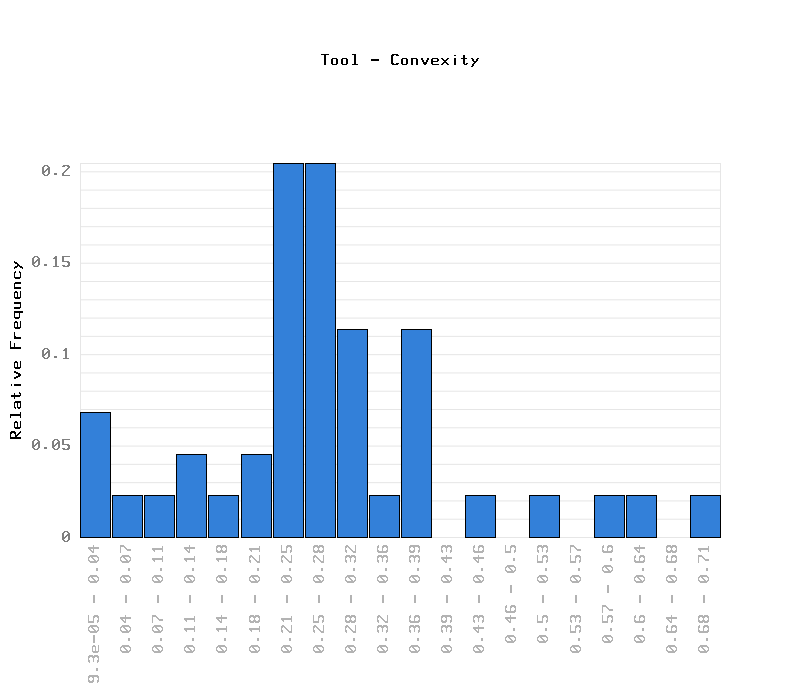 Tool - Convexity
Relative Frequency
0.2
0.15
0.1
0.05
0
9.3e-05 - 0.04
0.04 - 0.07
0.07 - 0.11
0.11 - 0.14
0.14 - 0.18
0.18 - 0.21
0.21 - 0.25
0.25 - 0.28
0.28 - 0.32
0.32 - 0.36
0.36 - 0.39
0.39 - 0.43
0.43 - 0.46
0.46 - 0.5
0.5 - 0.53
0.53 - 0.57
0.57 - 0.6
0.6 - 0.64
0.64 - 0.68
0.68 - 0.71